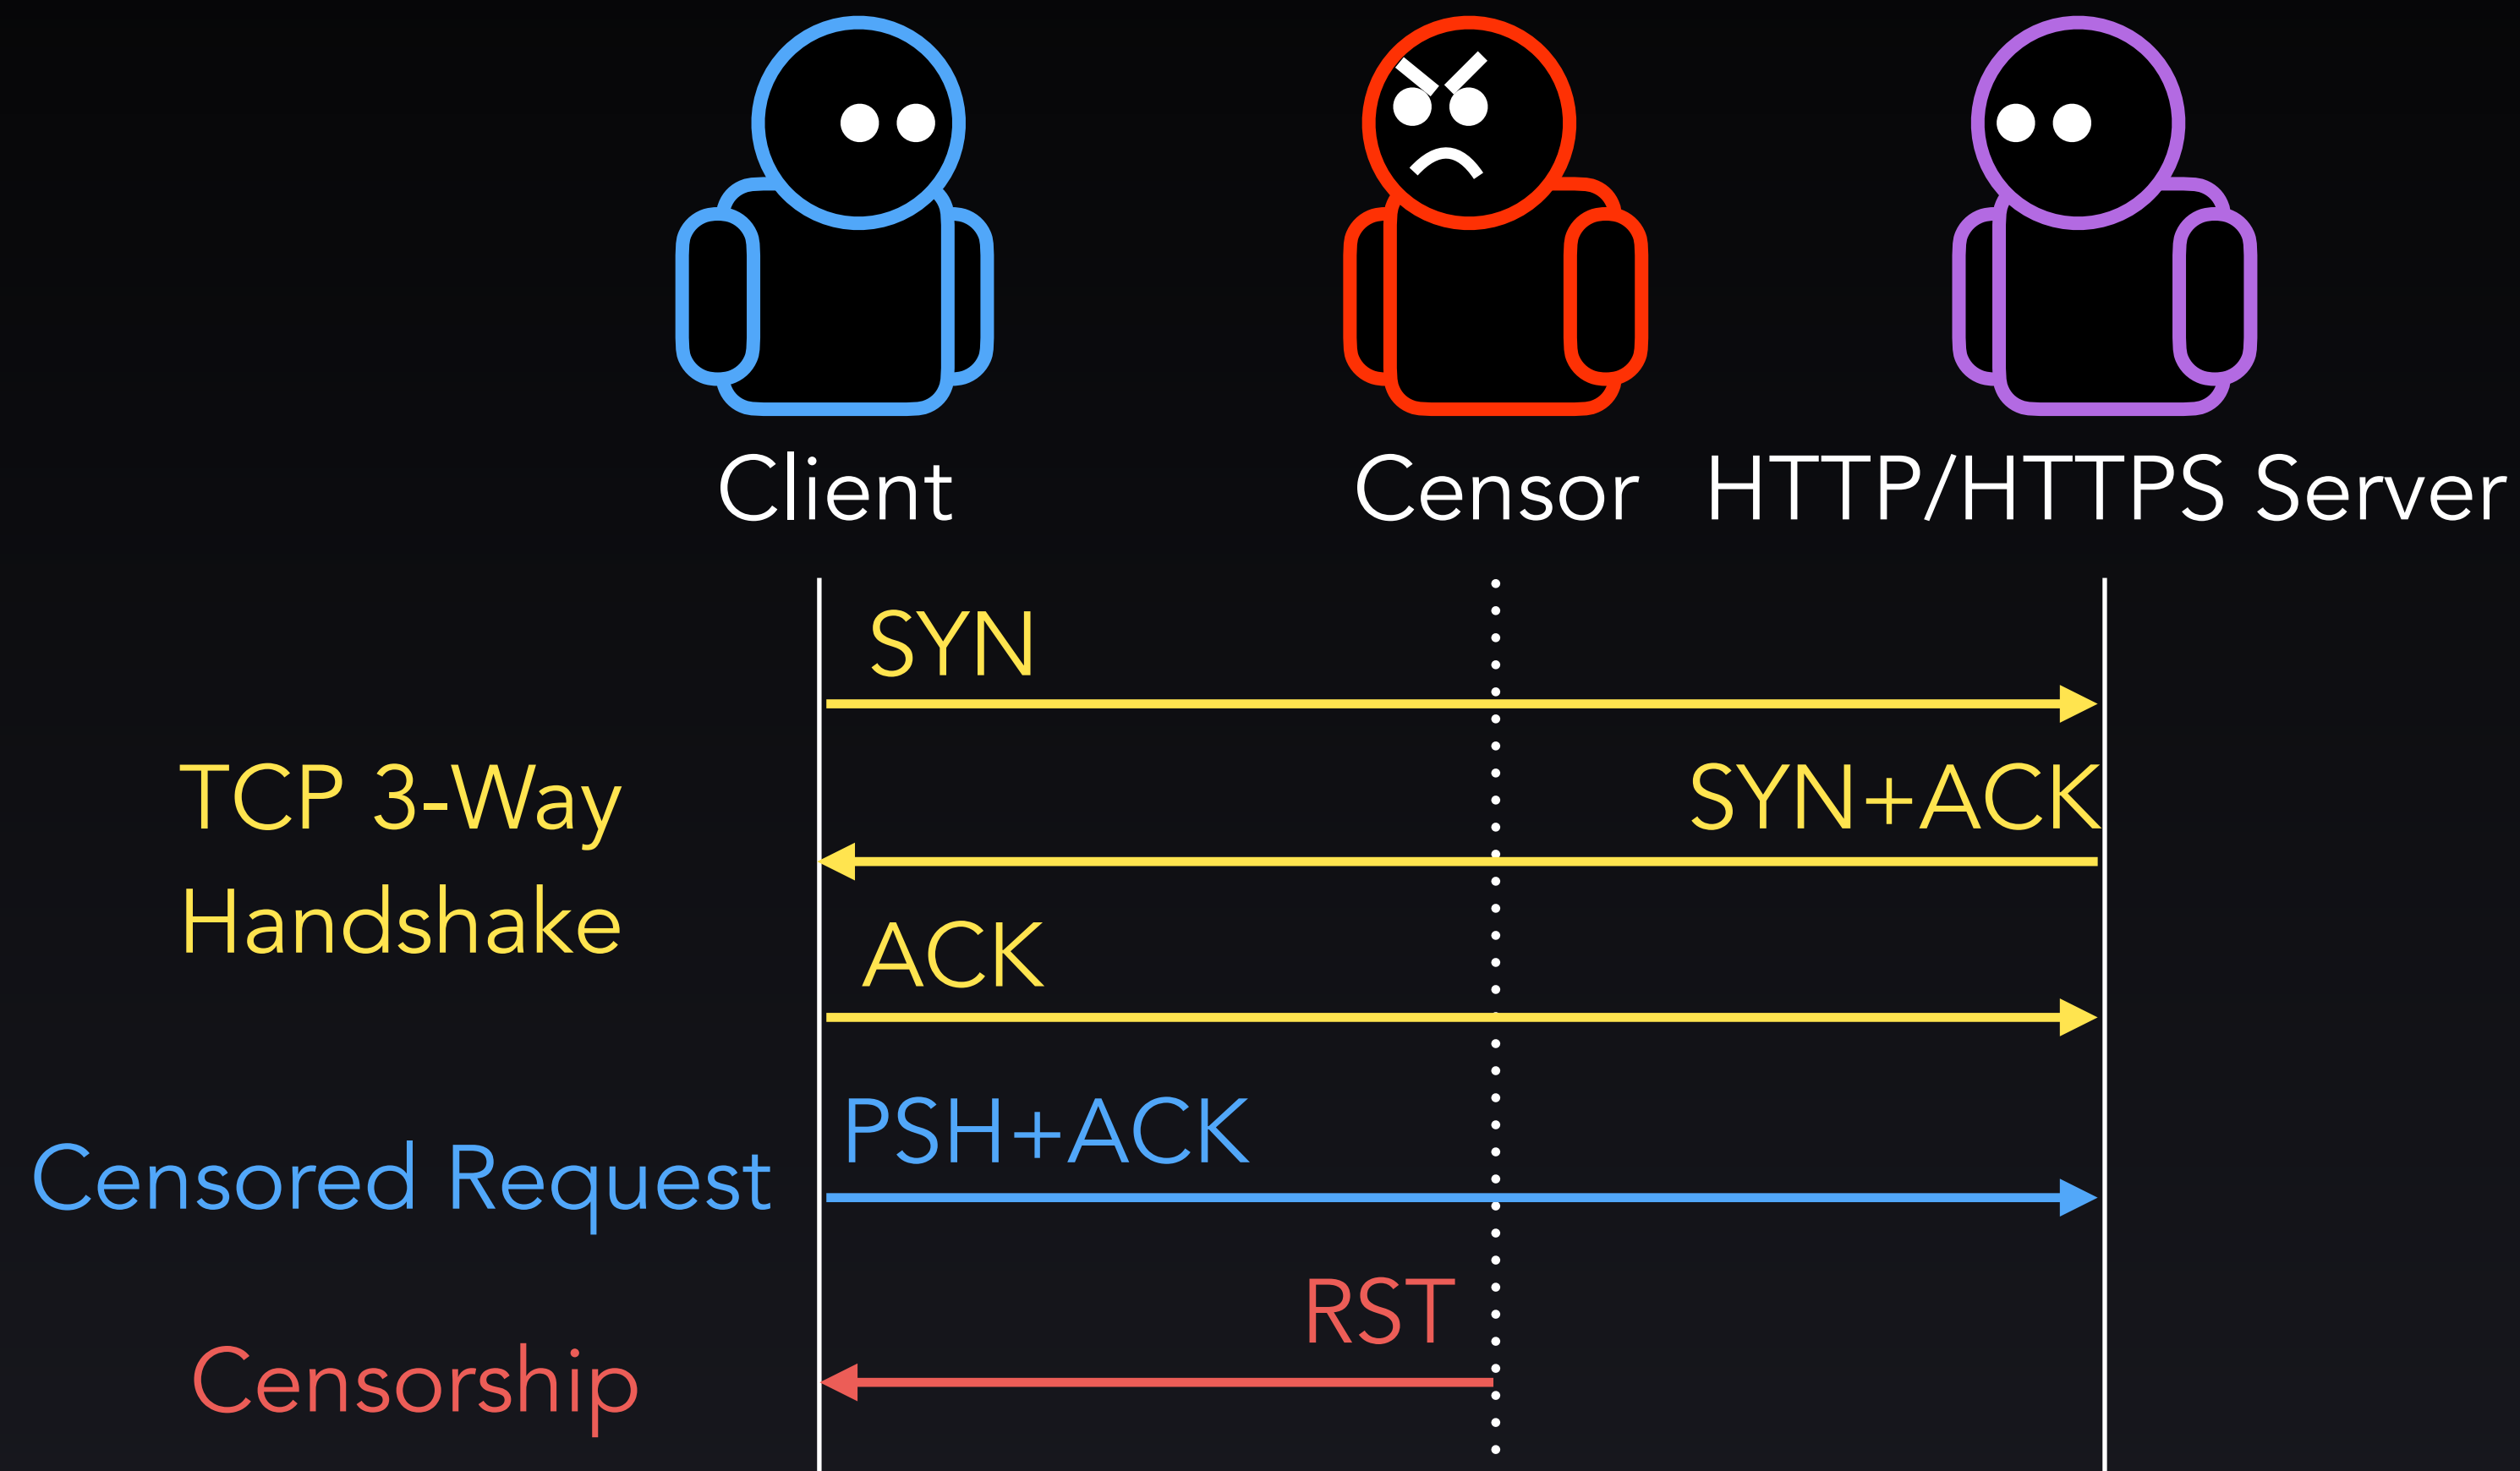 Client
Censor
HTTP/HTTPS Server
SYN
TCP 3-Way
Handshake
SYN+ACK
ACK
PSH+ACK
Censored Request
RST
Censorship